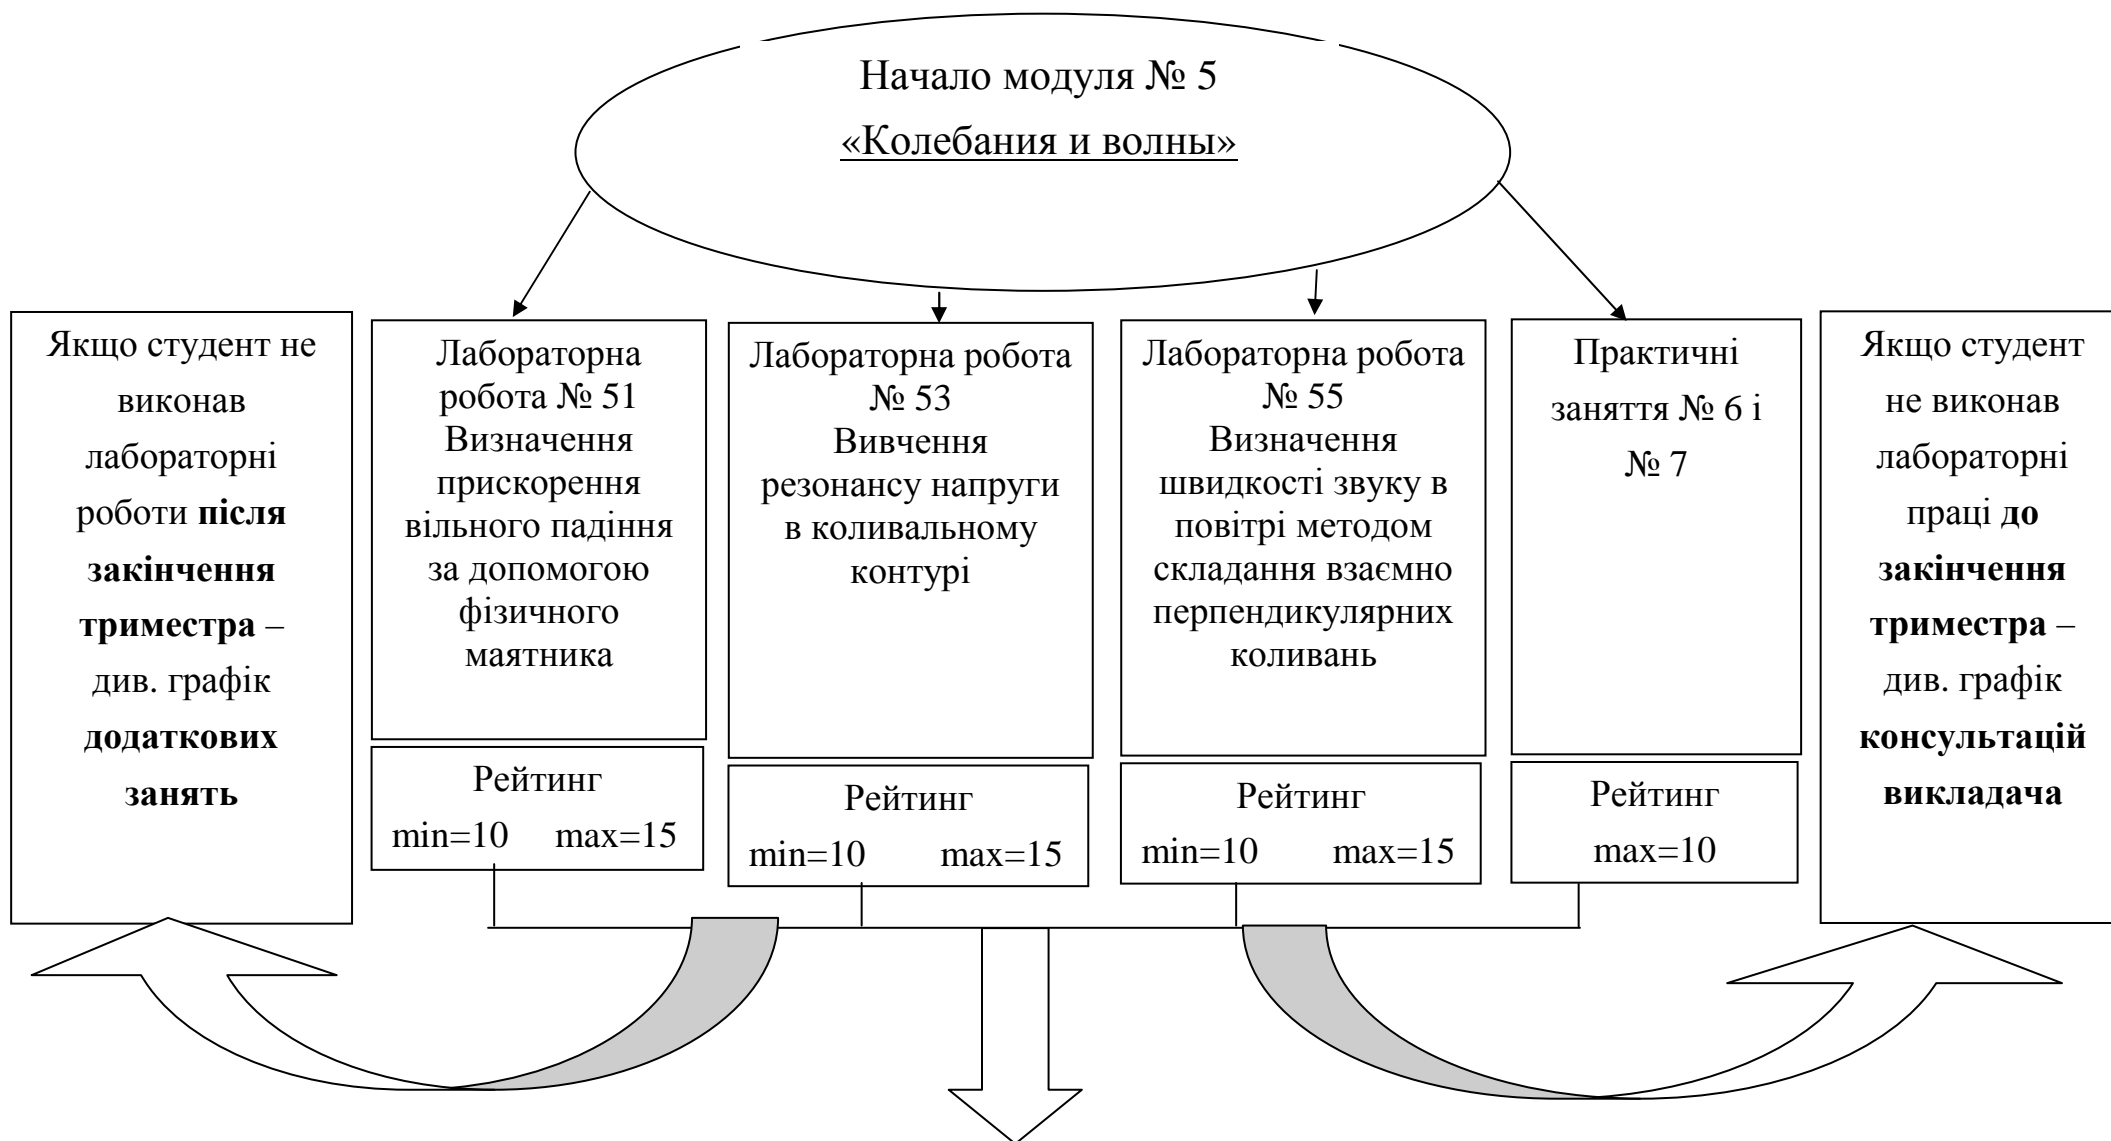 Начало модуля № 5
«Колебания и волны»
Якщо студент не
виконав
лабораторні
роботи після
закінчення
триместра –
див. графік
додаткових
занять
Лабораторна
робота № 51
Визначення
прискорення
вільного падіння
за допомогою
фізичного
маятника
Рейтинг
min=10 max=15
Лабораторна робота
№ 53
Вивчення
резонансу напруги
в коливальному
контурі
Рейтинг
min=10 max=15
Лабораторна робота
№ 55
Визначення
швидкості звуку в
повітрі методом
складання взаємно
перпендикулярних
коливань
Рейтинг
min=10 max=15
Практичні
заняття № 6 і
№ 7
Рейтинг
max=10
Якщо студент
не виконав
лабораторні
праці до
закінчення
триместра –
див. графік
консультацій
викладача